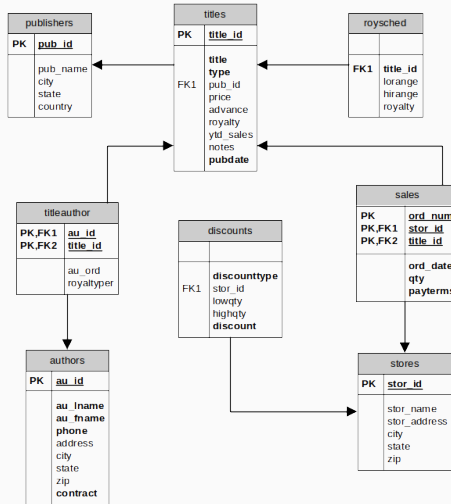 publishers
PK pub_id
pub_name
city
state
country
titles
PK title_id
title
type
FK1 pub_id
price
advance
royalty
ytd_sales
notes
pubdate
roysched
FK1 title_id
lorange
hirange
royalty
titleauthor
PK,FK1 au_id
PK,FK2 title_id
au_ord
royaltyper
discounts
discounttype
FK1 stor_id
lowqty
highqty
discount
sales
PK ord_num
PK,FK1 stor_id
PK,FK2 title_id
ord_date
qty
payterms
authors
PK au_id
au_lname
au_fname
phone
address
city
state
zip
contract
stores
PK stor_id
stor_name
stor_address
city
state
zip